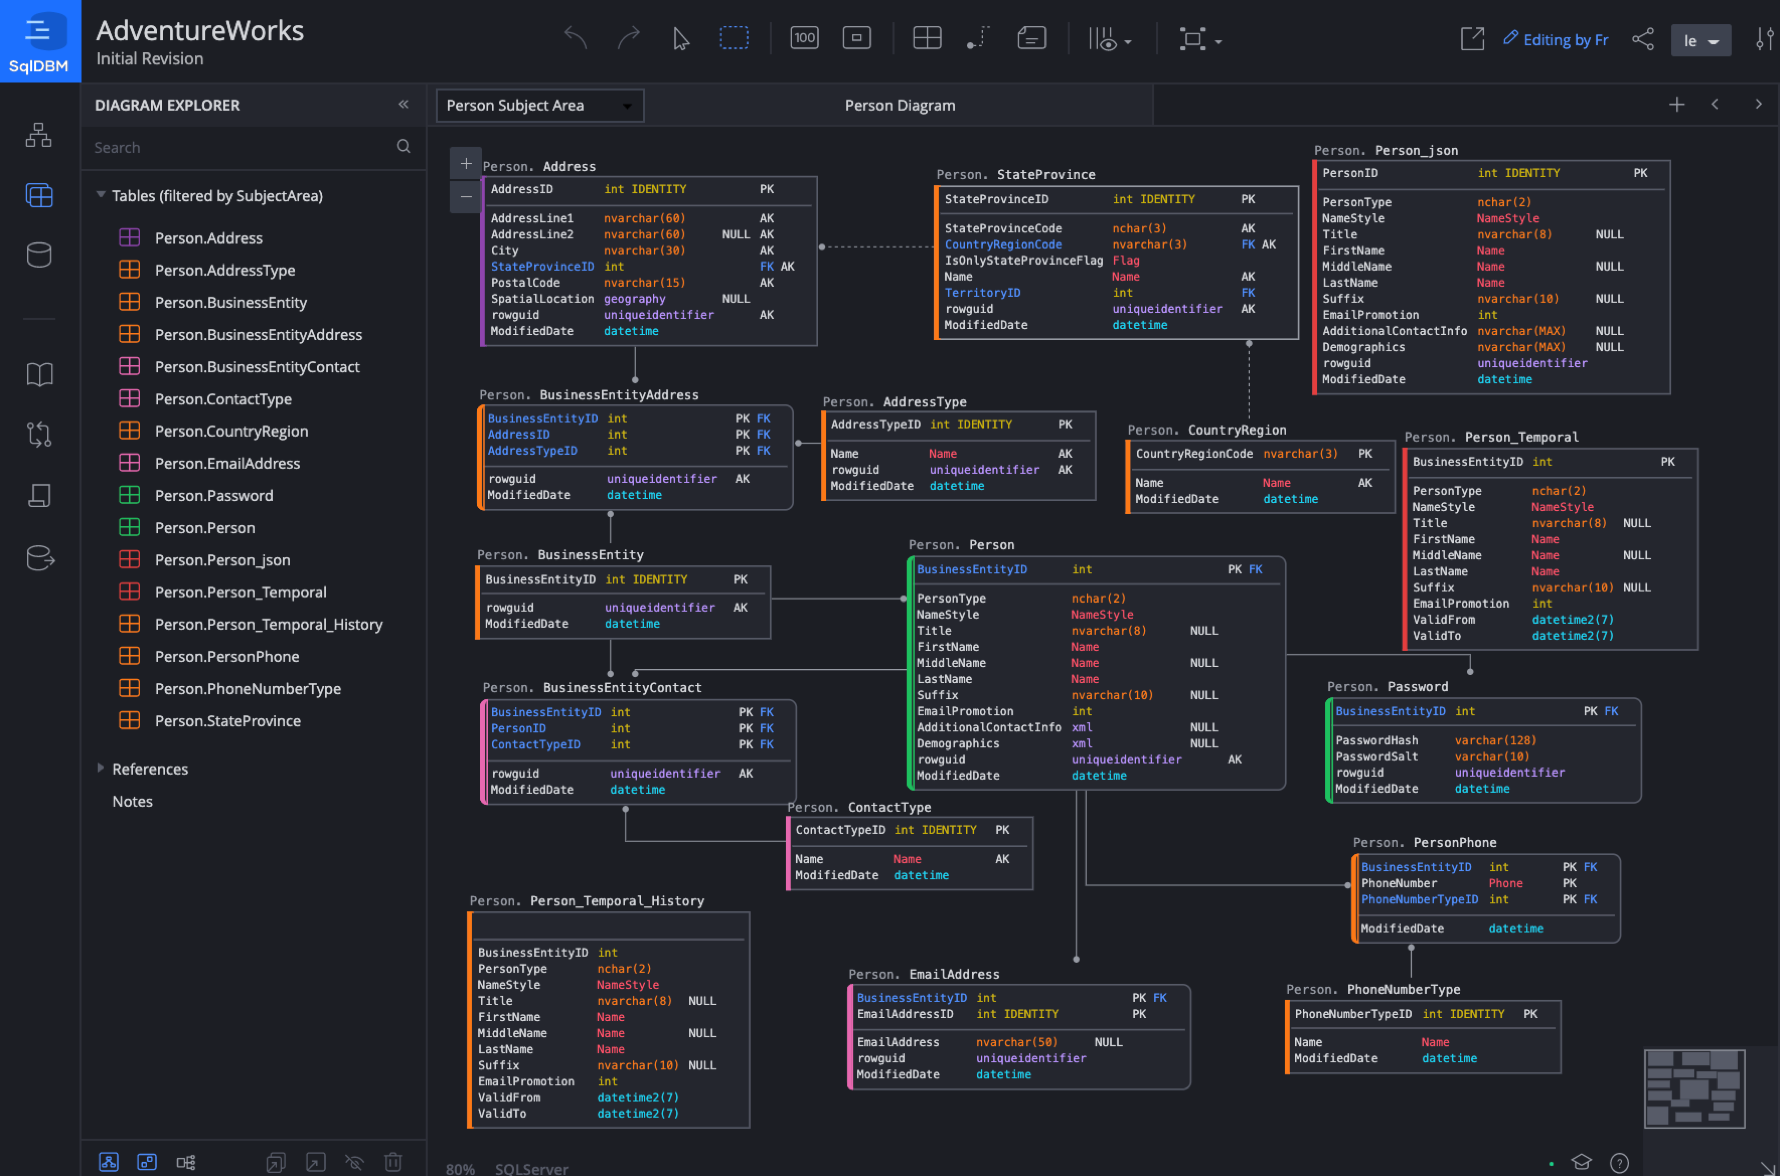 SqlDBM
AdventureWorks
Initial Revision
100
Editing by Fr
le
DIAGRAM EXPLORER
«
Person Subject Area
Person Diagram
Search
Tables (filtered by SubjectArea)
Person.Address
Person.AddressType
Person.BusinessEntity
Person.BusinessEntityAddress
Person.BusinessEntityContact
Person.ContactType
Person.CountryRegion
Person.EmailAddress
Person.Password
Person.Person
Person.Person_json
Person.Person_Temporal
Person.Person_Temporal_History
Person.PersonPhone
Person.PhoneNumberType
Person.StateProvince
References
Notes
Person. Address
AddressID int IDENTITY PK
AddressLine1 nvarchar(60) AK
AddressLine2 nvarchar(60) NULL AK
City nvarchar(30) AK
StateProvinceID int FK AK
PostalCode nvarchar(15) AK
SpatialLocation geography NULL
rowguid uniqueidentifier AK
ModifiedDate datetime
Person. StateProvince
StateProvinceID int IDENTITY PK
StateProvinceCode nchar(3) AK
CountryRegionCode nvarchar(3) FK AK
IsOnlyStateProvinceFlag Flag
Name Name AK
TerritoryID int FK
rowguid uniqueidentifier AK
ModifiedDate datetime
Person. Person_json
PersonID int IDENTITY PK
PersonType nchar(2)
NameStyle NameStyle
Title nvarchar(8) NULL
FirstName Name
MiddleName Name NULL
LastName Name
Suffix nvarchar(10) NULL
EmailPromotion int
AdditionalContactInfo nvarchar(MAX) NULL
Demographics nvarchar(MAX) NULL
rowguid uniqueidentifier
ModifiedDate datetime
Person. BusinessEntityAddress
BusinessEntityID int PK FK
AddressID int PK FK
AddressTypeID int PK FK
rowguid uniqueidentifier AK
ModifiedDate datetime
Person. AddressType
AddressTypeID int IDENTITY PK
Name Name AK
rowguid uniqueidentifier AK
ModifiedDate datetime
Person. CountryRegion
CountryRegionCode nvarchar(3) PK
Name Name AK
ModifiedDate datetime
Person. Person_Temporal
BusinessEntityID int PK
PersonType nchar(2)
NameStyle NameStyle
Title nvarchar(8) NULL
FirstName Name
MiddleName Name NULL
LastName Name
Suffix nvarchar(10) NULL
EmailPromotion int
ValidFrom datetime2(7)
ValidTo datetime2(7)
Person. BusinessEntity
BusinessEntityID int IDENTITY PK
rowguid uniqueidentifier AK
ModifiedDate datetime
Person. Person
BusinessEntityID int PK FK
PersonType nchar(2)
NameStyle NameStyle
Title nvarchar(8) NULL
FirstName Name
MiddleName Name NULL
LastName Name
Suffix nvarchar(10) NULL
EmailPromotion int
AdditionalContactInfo xml NULL
Demographics xml NULL
rowguid uniqueidentifier AK
ModifiedDate datetime
Person. BusinessEntityContact
BusinessEntityID int PK FK
PersonID int PK FK
ContactTypeID int PK FK
rowguid uniqueidentifier AK
ModifiedDate datetime
Person. Password
BusinessEntityID int PK FK
PasswordHash varchar(128)
PasswordSalt varchar(10)
rowguid uniqueidentifier
ModifiedDate datetime
Person. ContactType
ContactTypeID int IDENTITY PK
Name Name AK
ModifiedDate datetime
Person. PersonPhone
BusinessEntityID int PK FK
PhoneNumber Phone PK
PhoneNumberTypeID int PK FK
ModifiedDate datetime
Person. Person_Temporal_History
BusinessEntityID int
PersonType nchar(2)
NameStyle NameStyle
Title nvarchar(8) NULL
FirstName Name
MiddleName Name NULL
LastName Name
Suffix nvarchar(10) NULL
EmailPromotion int
ValidFrom datetime2(7)
ValidTo datetime2(7)
Person. EmailAddress
BusinessEntityID int PK FK
EmailAddressID int IDENTITY PK
EmailAddress nvarchar(50) NULL
rowguid uniqueidentifier
ModifiedDate datetime
Person. PhoneNumberType
PhoneNumberTypeID int IDENTITY PK
Name Name
ModifiedDate datetime
80% SQLServer